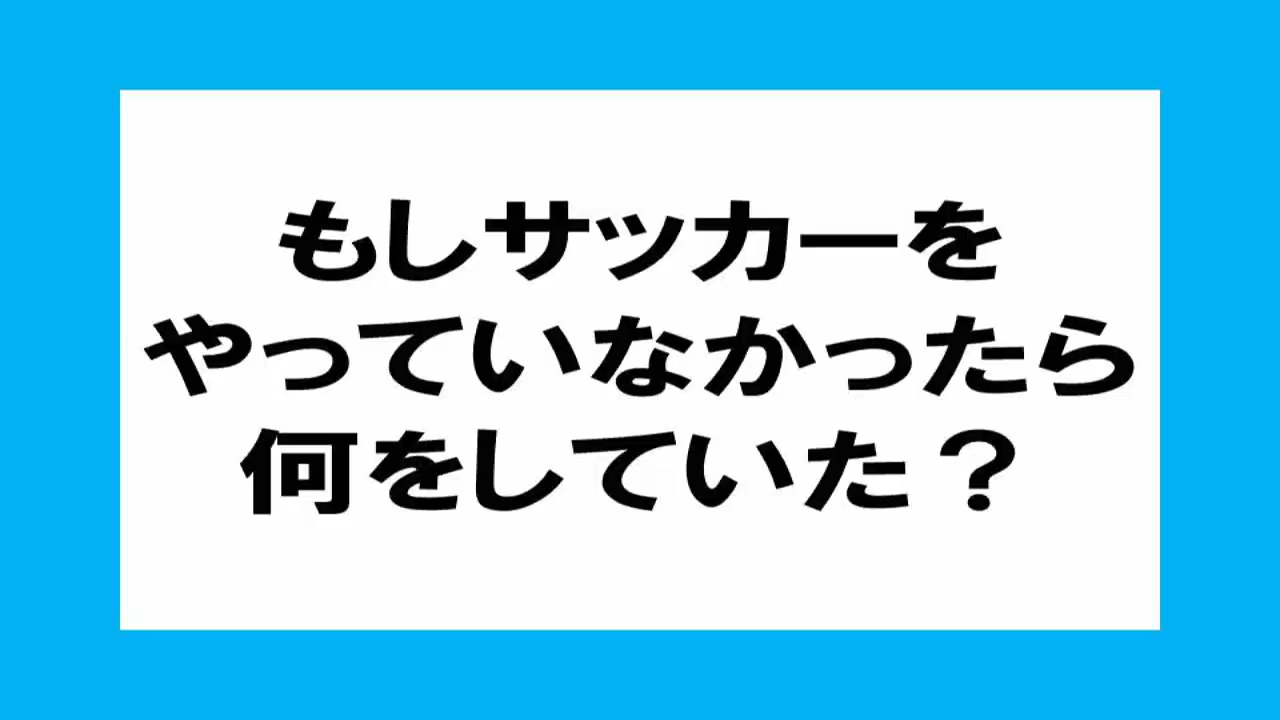 もしサッカーを
やっていなかったら
何をしていた？